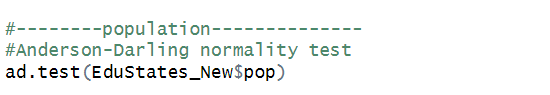 #--------population--------------
#Anderson-Darling normality test
ad.test(EduStates_New$pop)